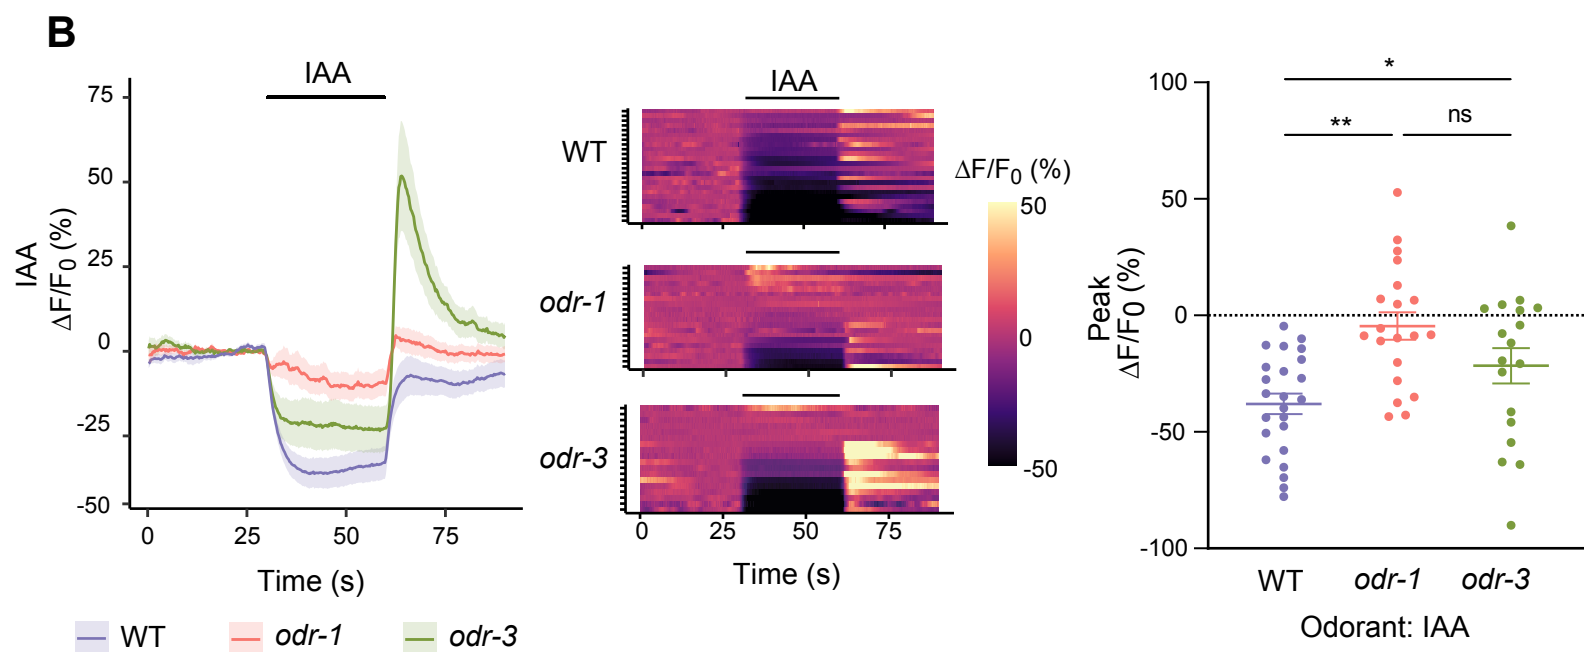 B
IAA
75
50
25
0
-25
-50
IAA
ΔF/F0 (%)
0
25
50
75
Time (s)
WT
odr-1
odr-3
IAA
WT
odr-1
odr-3
0
25
50
75
Time (s)
ΔF/F0 (%)
50
0
-50
100
50
0
-50
-100
Peak
ΔF/F0 (%)
*
**
ns
WT
odr-1
odr-3
Odorant: IAA